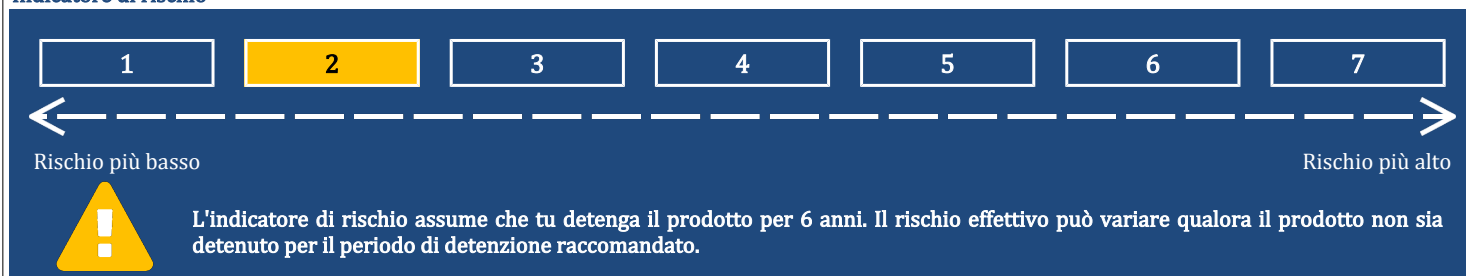 Indicatore di rischio
1 2 3 4 5 6 7
Rischio più basso Rischio più alto
L'indicatore di rischio assume che tu detenga il prodotto per 6 anni. Il rischio effettivo può variare qualora il prodotto non sia
detenuto per il periodo di detenzione raccomandato.